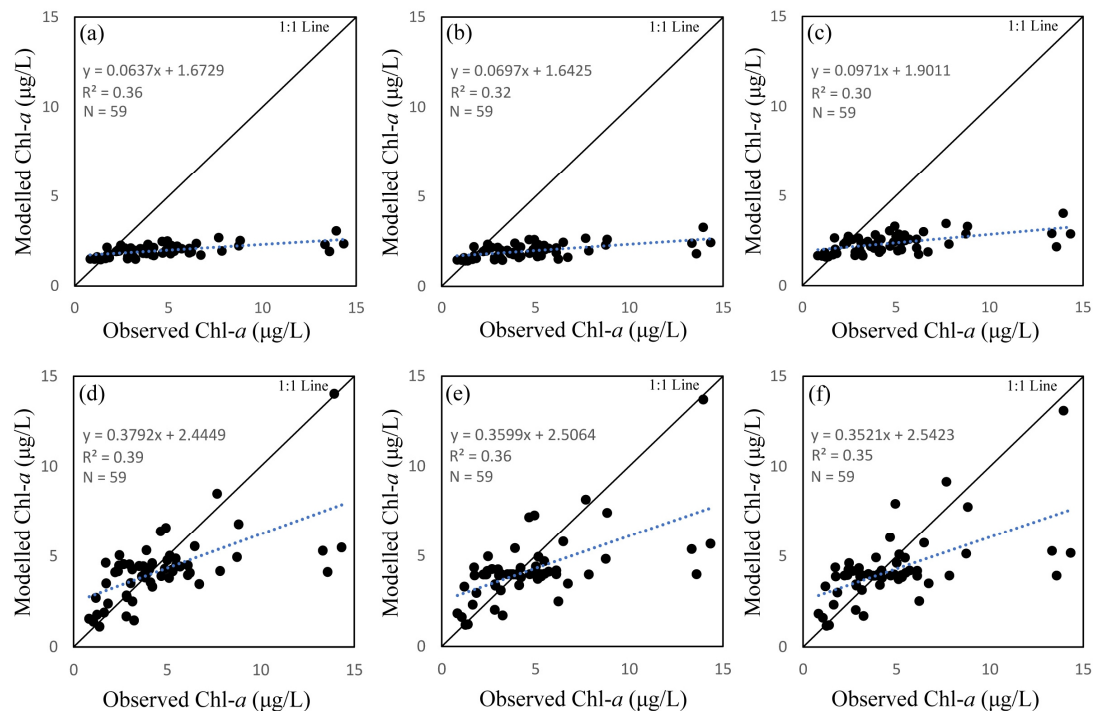 (a)
1:1 Line
y = 0.0637x + 1.6729
R² = 0.36
N = 59
15
10
5
0
0 5 10 15
Modelled Chl-a (μg/L)
Observed Chl-a (μg/L)
(b)
1:1 Line
y = 0.0697x + 1.6425
R² = 0.32
N = 59
15
10
5
0
0 5 10 15
Modelled Chl-a (μg/L)
Observed Chl-a (μg/L)
(c)
1:1 Line
y = 0.0971x + 1.9011
R² = 0.30
N = 59
15
10
5
0
0 5 10 15
Modelled Chl-a (μg/L)
Observed Chl-a (μg/L)
(d)
1:1 Line
y = 0.3792x + 2.4449
R² = 0.39
N = 59
15
10
5
0
0 5 10 15
Modelled Chl-a (μg/L)
Observed Chl-a (μg/L)
(e)
1:1 Line
y = 0.3599x + 2.5064
R² = 0.36
N = 59
15
10
5
0
0 5 10 15
Modelled Chl-a (μg/L)
Observed Chl-a (μg/L)
(f)
1:1 Line
y = 0.3521x + 2.5423
R² = 0.35
N = 59
15
10
5
0
0 5 10 15
Modelled Chl-a (μg/L)
Observed Chl-a (μg/L)